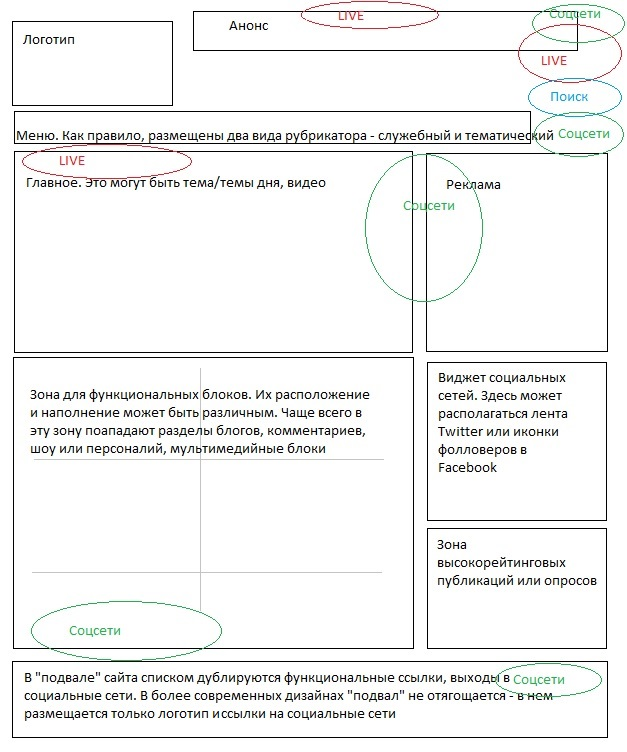 LIVE
Соцсети
Анонс
Логотип
LIVE
Поиск
Меню. Как правило, размещены два вида рубрикатора - служебный и тематический
Соцсети
LIVE
Главное. Это могут быть тема/темы дня, видео
Реклама
Соцсети
Зона для функциональных блоков. Их расположение
и наполнение может быть различным. Чаще всего в
эту зону поападают разделы блогов, комментариев,
шоу или персоналий, мультимедийные блоки
Виджет социальных
сетей. Здесь может
располагаться лента
Twitter или иконки
фолловеров в
Facebook
Зона
высокорейтинговых
публикаций или опросов
Соцсети
В "подвале" сайта списком дублируются функциональные ссылки, выходы в
социальные сети. В более современных дизайнах "подвал" не отягощается - в нем
размещается только логотип иссылки на социальные сети
Соцсети